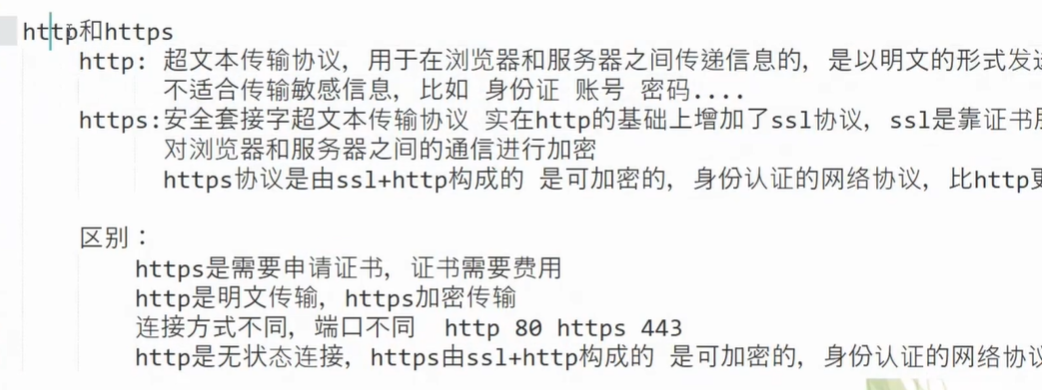 http和https
http: 超文本传输协议, 用于在浏览器和服务器之间传递信息的, 是以明文的形式发送
不适合传输敏感信息, 比如 身份证 账号 密码....
https:安全套接字超文本传输协议 实在http的基础上增加了ssl协议, ssl是靠证书
对浏览器和服务器之间的通信进行加密
https协议是由ssl+http构成的 是可加密的, 身份认证的网络协议, 比http更
区别：
https是需要申请证书, 证书需要费用
http是明文传输, https加密传输
连接方式不同, 端口不同 http 80 https 443
http是无状态连接, https由ssl+http构成的 是可加密的, 身份认证的网络协议